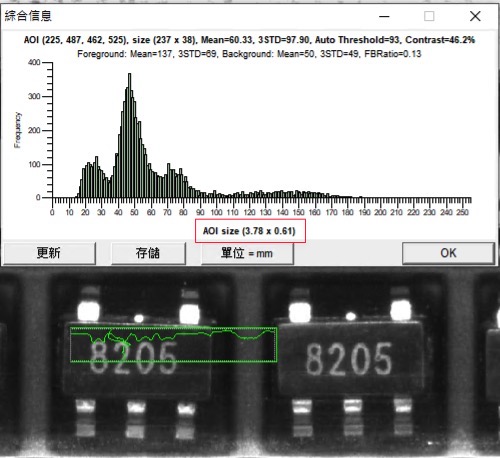 綜合信息
AOI (225, 487, 462, 525), size (237 x 38), Mean=60.33, 3STD=97.90, Auto Threshold=93, Contrast=46.2%
Foreground: Mean=137, 3STD=69, Background: Mean=50, 3STD=49, FBRatio=0.13
400
300
Frequency
200
100
0
0 10 20 30 40 50 60 70 80 90 100 110 120 130 140 150 160 170 180 190 200 210 220 230 240 250
AOI size (3.78 x 0.61)
更新 存儲 單位 = mm OK
8205 8205